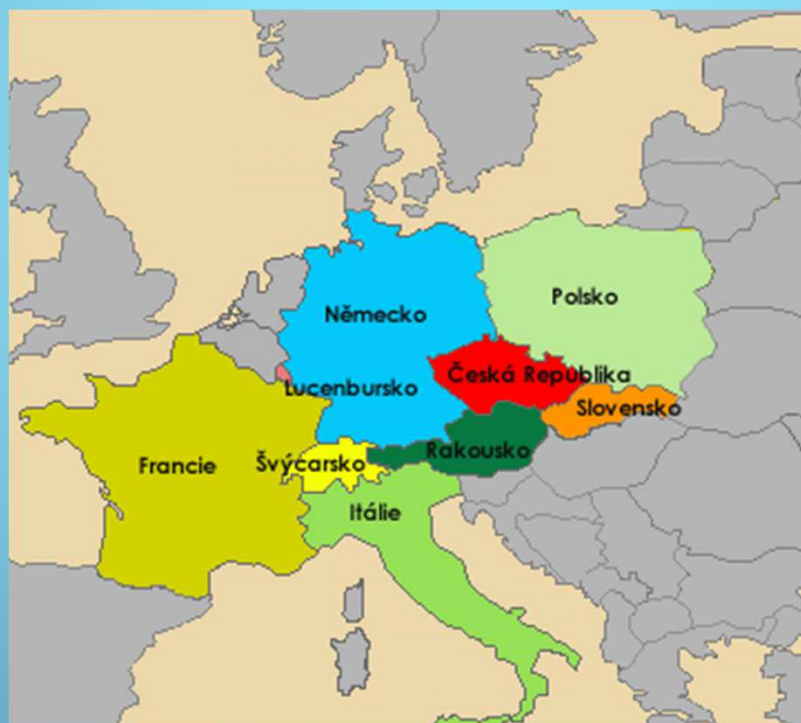 Polsko
Německo
Česká Republika
Lucenbursko
Slovensko
Rakousko
Švýcarsko
Francie
Itálie